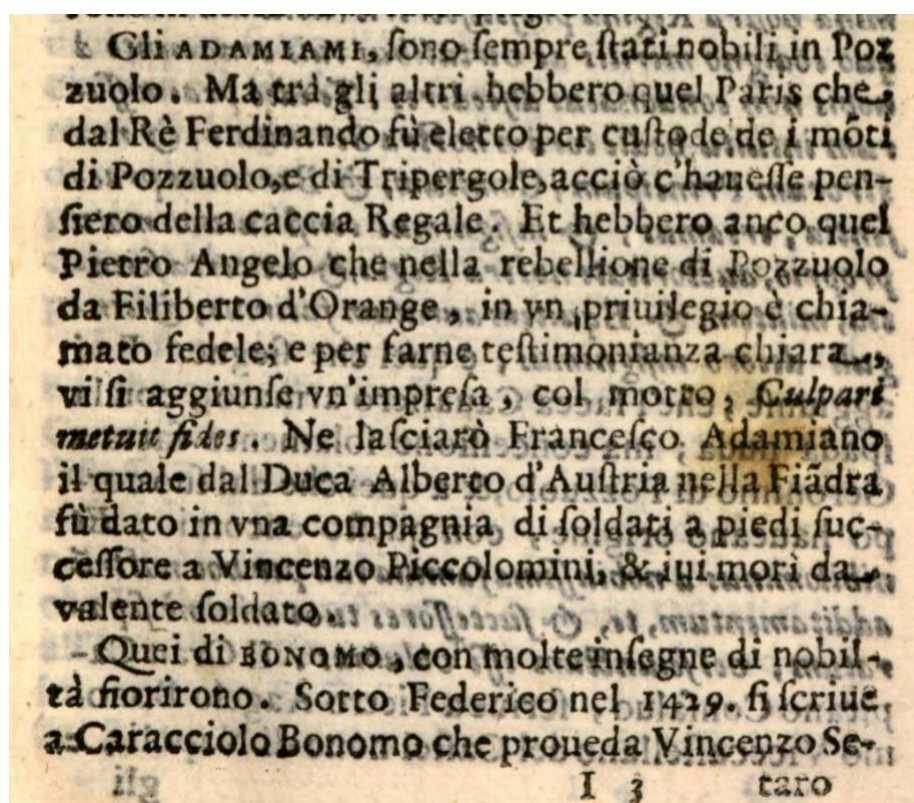 Gli ADAMIAMI, ſono ſempre ſtati nobili in Poz
zuolo. Ma trà gli altri hebbero quel Paris che
dal Rè Ferdinando fù eletto per cuſtode de i mõti
di Pozzuolo, e di Tripergole, acciò c'haueſſe pen-
ſiero della caccia Regale. Et hebbero anco quel
Pietro Angelo che nella rebellione di Pozzuolo
da Filiberto d'Orange, in vn priuilegio è chia-
mato fedele; e per farne teſtimonianza chiara,
vi ſi aggiunſe vn'impreſa, col motto, Culpari
metuit fides. Ne laſciarò Franceſco Adamiano
il quale dal Duca Alberto d'Auſtria nella Fiãdra
fù dato in vna compagnia di ſoldati a piedi ſuc-
ceſſore a Vincenzo Piccolomini, & iui morì da
valente ſoldato.
Quei di BONOMO, con molte inſegne di nobil-
tà fiorirono. Sotto Federico nel 1429. ſi ſcriue
a Caracciolo Bonomo che proueda Vincenzo Se-
I 3 taro